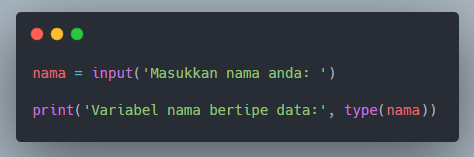 nama = input('Masukkan nama anda: ')
print('Variabel nama bertipe data:', type(nama))